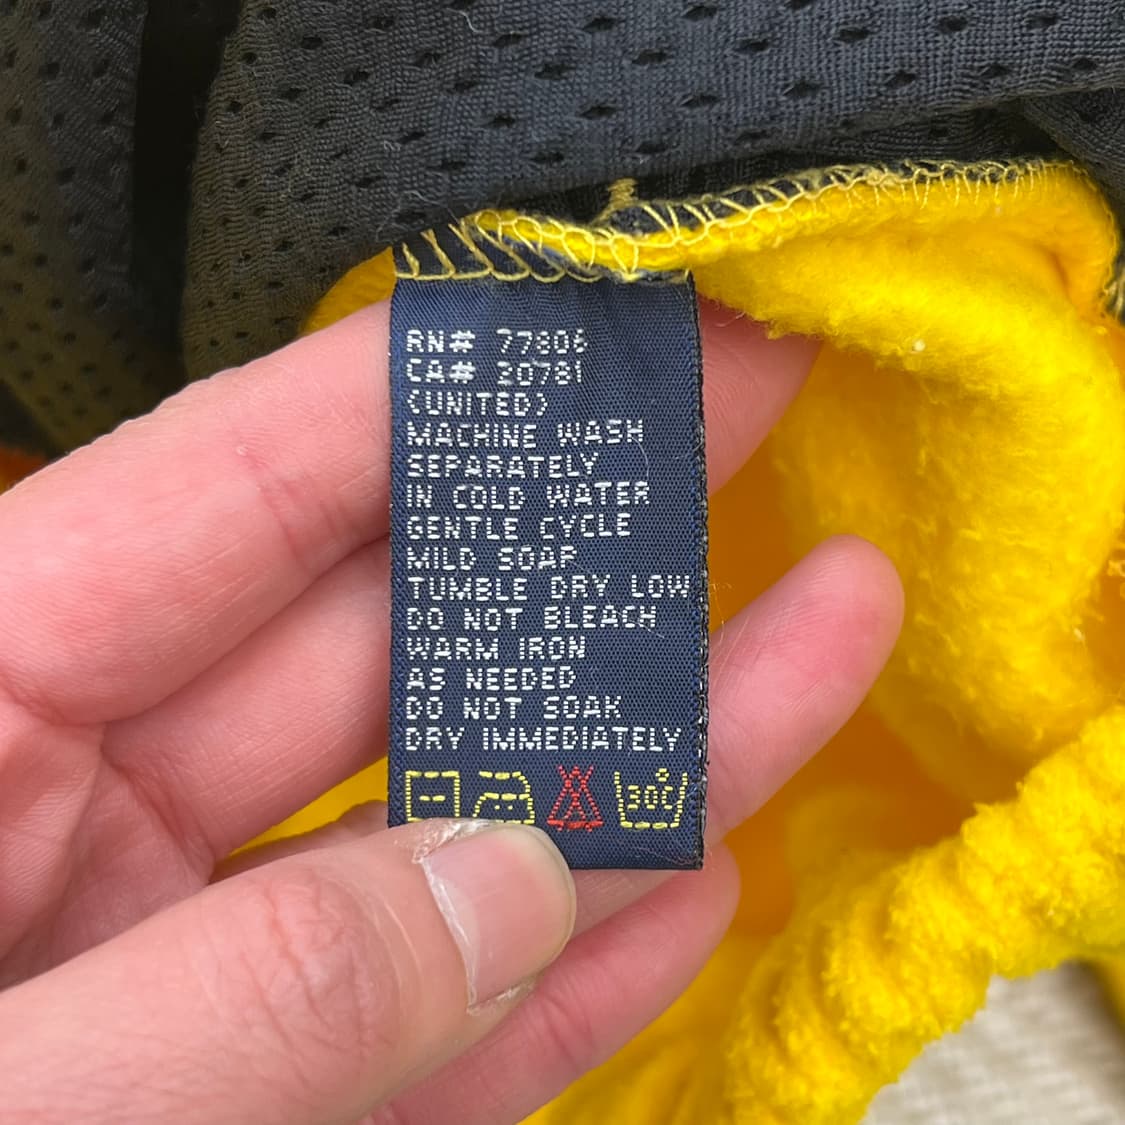 RN# 77806
CA# 20781
(UNITED)
MACHINE WASH
SEPARATELY
IN COLD WATER
GENTLE CYCLE
MILD SOAP
TUMBLE DRY LOW
DO NOT BLEACH
WARM IRON
AS NEEDED
DO NOT SOAK
DRY IMMEDIATELY
30°C